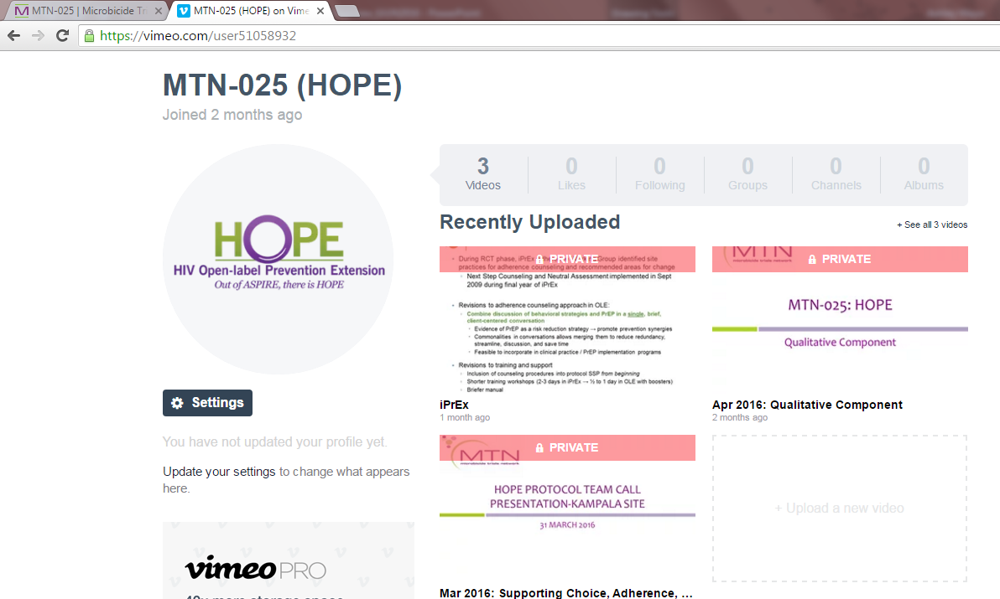 MTN-025 | Microbicide Tri
MTN-025 (HOPE) on Vime
https://vimeo.com/user51058932
MTN-025 (HOPE)
Joined 2 months ago
HOPE
HIV Open-label Prevention Extension
Out of ASPIRE, there is HOPE
Settings
You have not updated your profile yet.
Update your settings to change what appears
here.
vimeo PRO
3 Videos
0 Likes
0 Following
0 Groups
0 Channels
0 Albums
Recently Uploaded
+ See all 3 videos
PRIVATE
During RCT phase, iPrEx Group identified site
practices for adherence counseling and recommended areas for change
Next Step Counseling and Neutral Assessment implemented in Sept
2009 during final year of iPrEx
Revisions to adherence counseling approach in OLE:
Combine discussion of behavioral strategies and PrEP in a single, brief,
client-centered conversation
Evidence of PrEP as a risk reduction strategy → promote prevention synergies
Commonalities in conversations allows merging them to reduce redundancy,
streamline, discussion, and save time
Feasible to incorporate in clinical practice / PrEP implementation programs
Revisions to training and support
Inclusion of counseling procedures into protocol SSP from beginning
Shorter training workshops (2-3 days in iPrEx → ½ to 1 day in OLE with boosters)
Briefer manual
iPrEx
1 month ago
MTN
PRIVATE
MTN-025: HOPE
Qualitative Component
Apr 2016: Qualitative Component
2 months ago
PRIVATE
MTN
microbicide trials network
HOPE PROTOCOL TEAM CALL
PRESENTATION-KAMPALA SITE
31 MARCH 2016
Mar 2016: Supporting Choice, Adherence, ...
+ Upload a new video